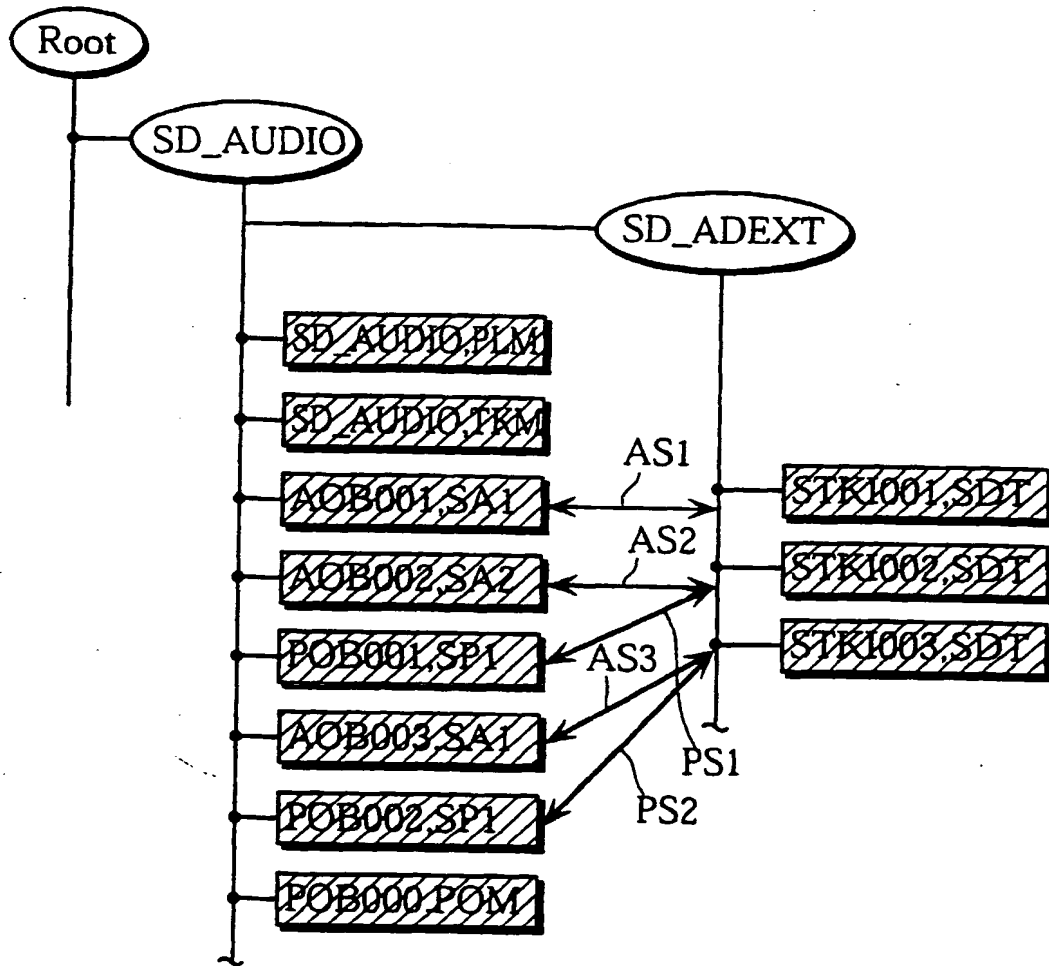 Root
SD_AUDIO
SD_ADEXT
SD_AUDIO,PLM
SD_AUDIO,TKM
AS1
AOB001,SA1
STKI001,SDT
AS2
AOB002,SA2
STKI002,SDT
POB001,SP1
AS3
STKI003,SDT
AOB003,SA1
PS1
PS2
POB002,SP1
POB000,POM